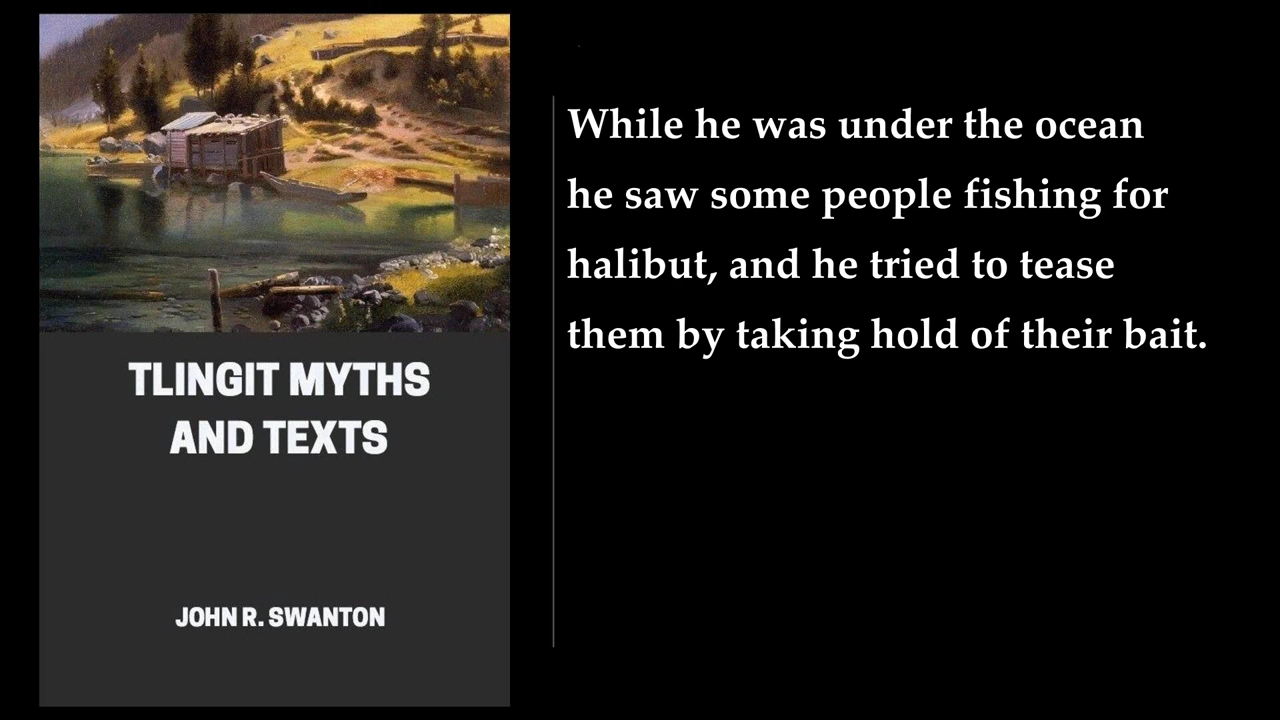 TLINGIT MYTHS
AND TEXTS
JOHN R. SWANTON
While he was under the ocean
he saw some people fishing for
halibut, and he tried to tease
them by taking hold of their bait.